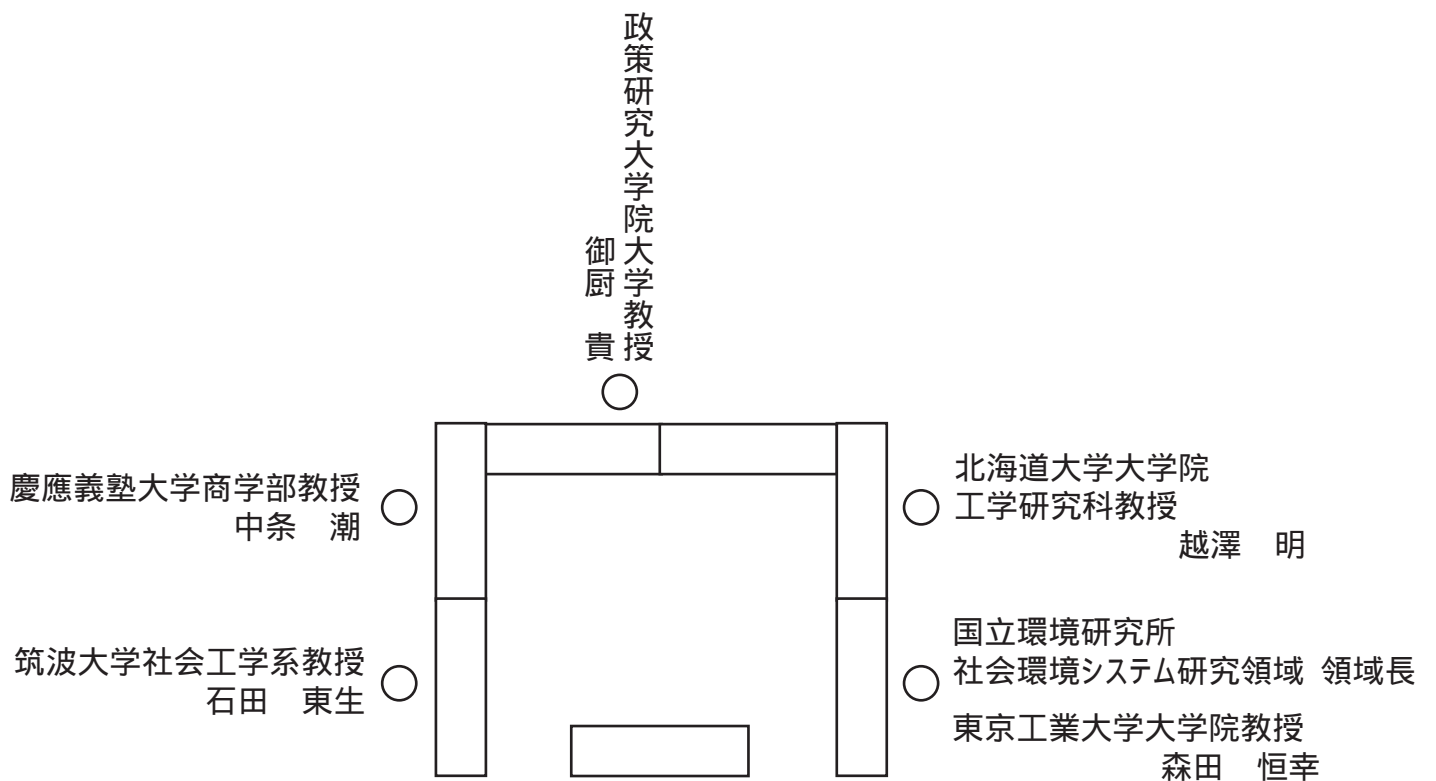 政策研究大学院大学教授
御厨　貴
慶應義塾大学商学部教授
中条　潮
北海道大学大学院
工学研究科教授
越澤　明
筑波大学社会工学系教授
石田　東生
国立環境研究所
社会環境システム研究領域 領域長
東京工業大学大学院教授
森田　恒幸